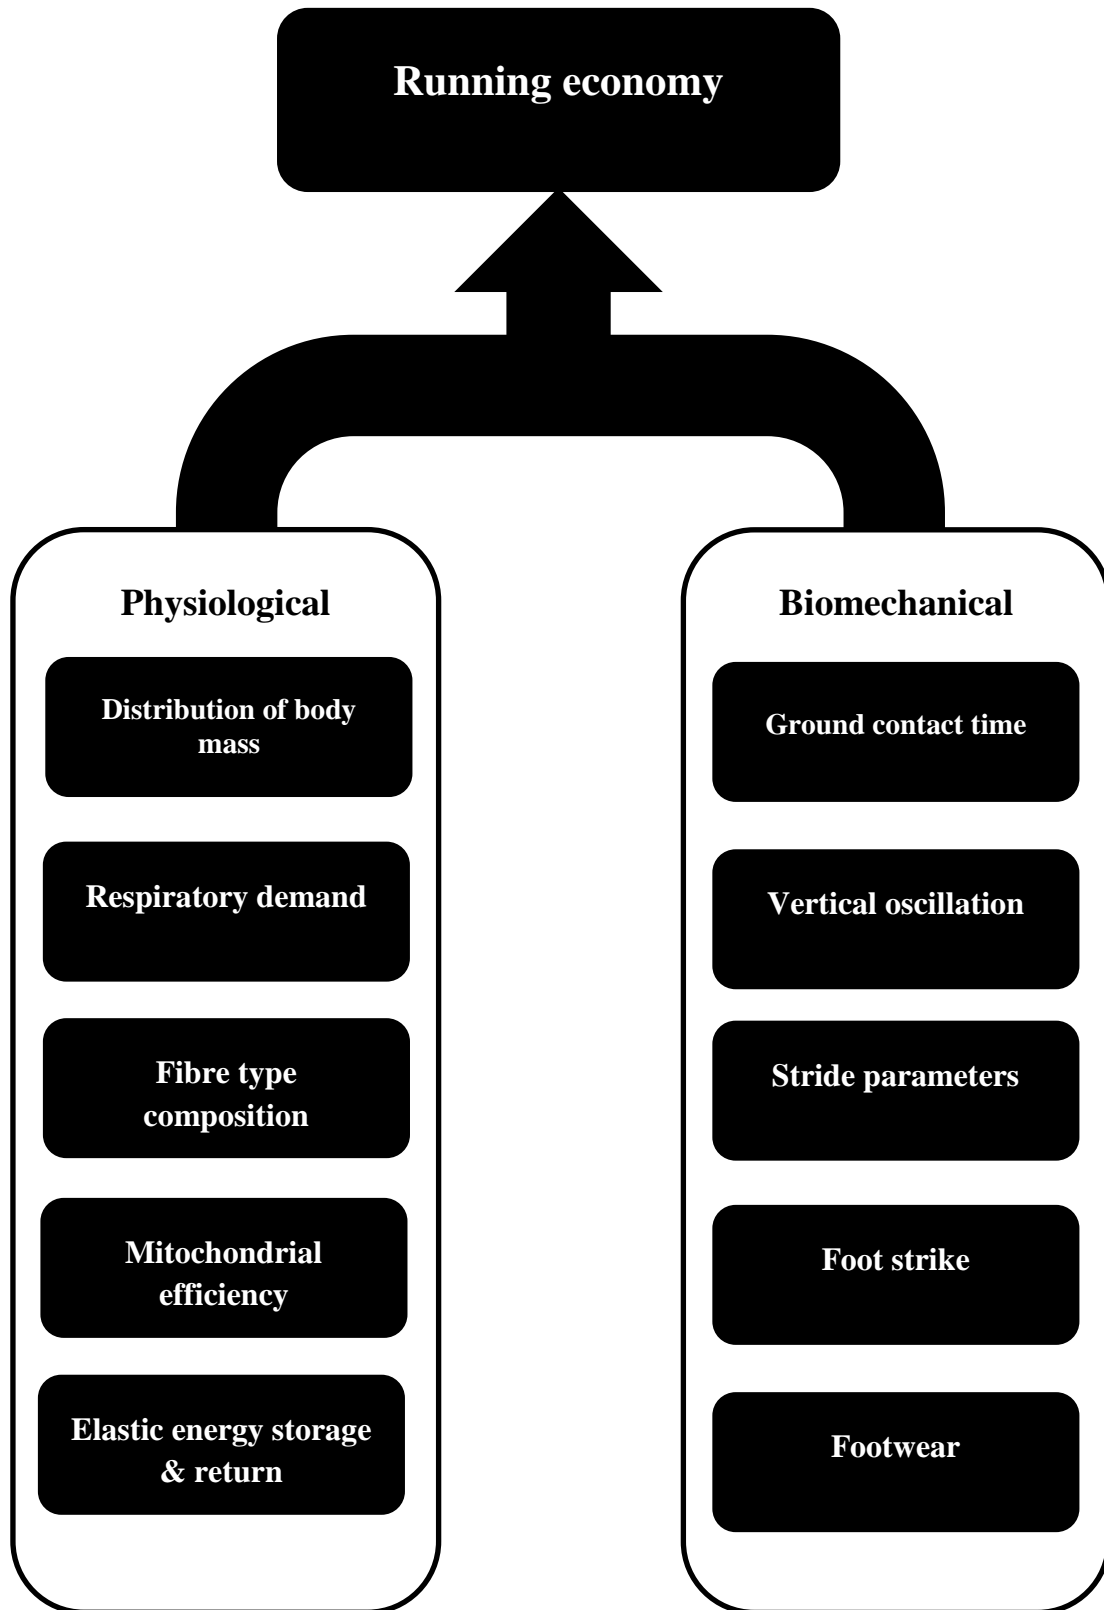 Running economy
Physiological
Distribution of body
mass
Respiratory demand
Fibre type
composition
Mitochondrial
efficiency
Elastic energy storage
& return
Biomechanical
Ground contact time
Vertical oscillation
Stride parameters
Foot strike
Footwear